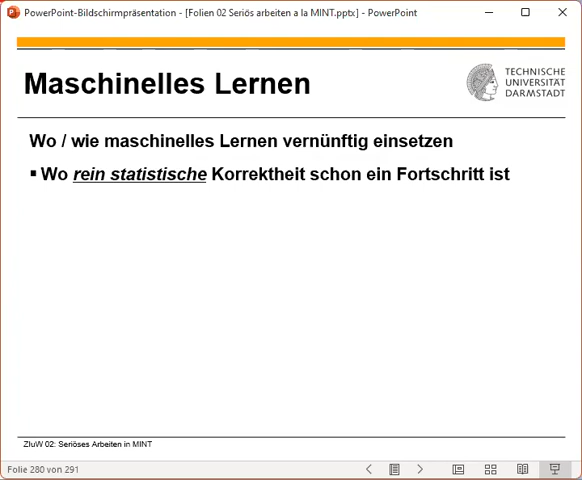 PowerPoint-Bildschirmpräsentation - [Folien 02 Seriös arbeiten a la MINT.pptx] - PowerPoint
Maschinelles Lernen
TECHNISCHE
UNIVERSITÄT
DARMSTADT
Wo / wie maschinelles Lernen vernünftig einsetzen
▪ Wo rein statistische Korrektheit schon ein Fortschritt ist
ZIuW 02: Seriöses Arbeiten in MINT
Folie 280 von 291